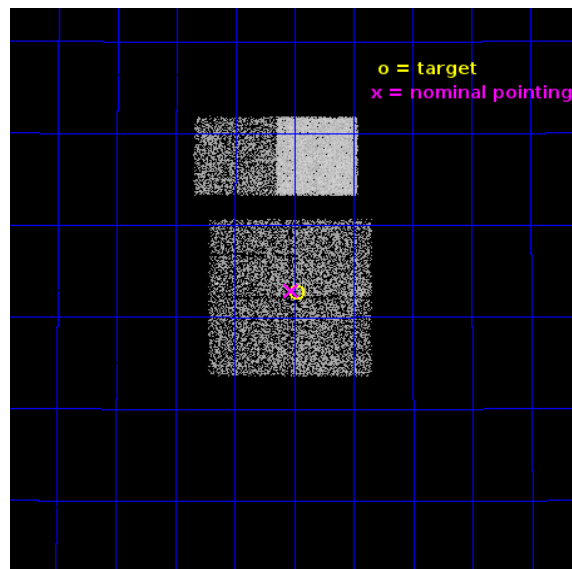 o = target
x = nominal pointing